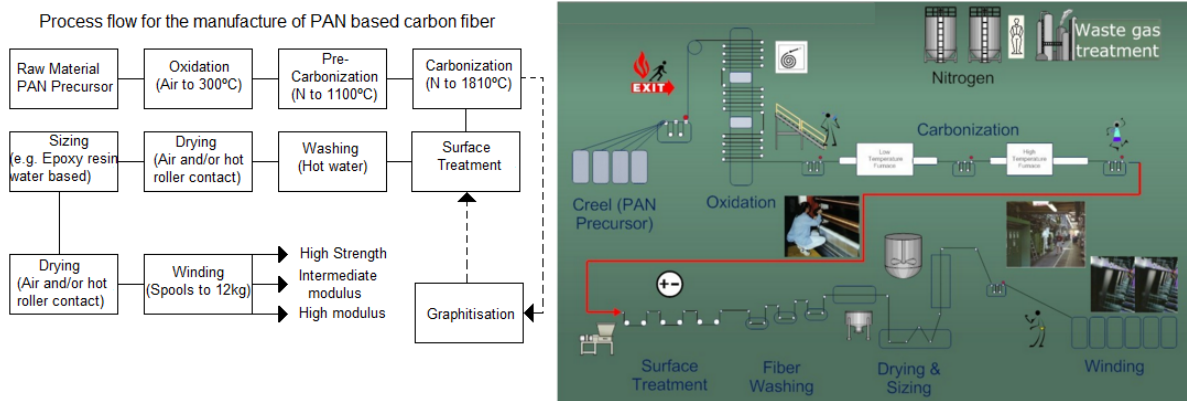 Process flow for the manufacture of PAN based carbon fiber
Raw Material
PAN Precursor
Oxidation
(Air to 300ºC)
Pre-
Carbonization
(N to 1100ºC)
Carbonization
(N to 1810ºC)
Sizing
(e.g. Epoxy resin
water based)
Drying
(Air and/or hot
roller contact)
Washing
(Hot water)
Surface
Treatment
Drying
(Air and/or hot
roller contact)
Winding
(Spools to 12kg)
High Strength
Intermediate
modulus
High modulus
Graphitisation
EXIT
Nitrogen
Waste gas
treatment
Creel (PAN
Precursor)
Oxidation
Carbonization
Low
Temperature
Furnace
High
Temperature
Furnace
+-
Surface
Treatment
Fiber
Washing
Drying &
Sizing
Winding